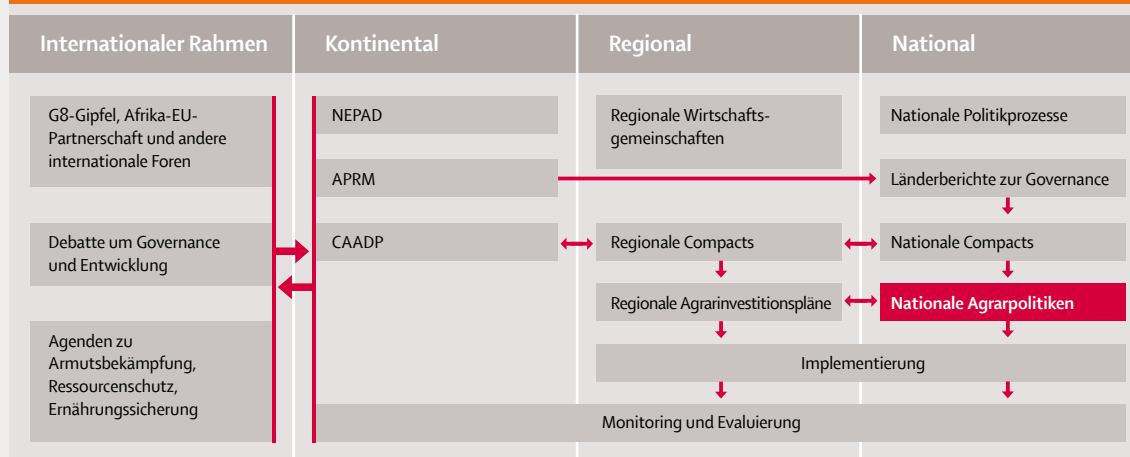 Internationaler Rahmen
Kontinental
Regional
National
G8-Gipfel, Afrika-EU-
Partnerschaft und andere
internationale Foren
Debatte um Governance
und Entwicklung
Agenden zu
Armutsbekämpfung,
Ressourcenschutz,
Ernährungssicherung
NEPAD
APRM
CAADP
Regionale Wirtschafts-
gemeinschaften
Regionale Compacts
Regionale Agrarinvestitionspläne
Nationale Politikprozesse
Länderberichte zur Governance
Nationale Compacts
Nationale Agrarpolitiken
Implementierung
Monitoring und Evaluierung